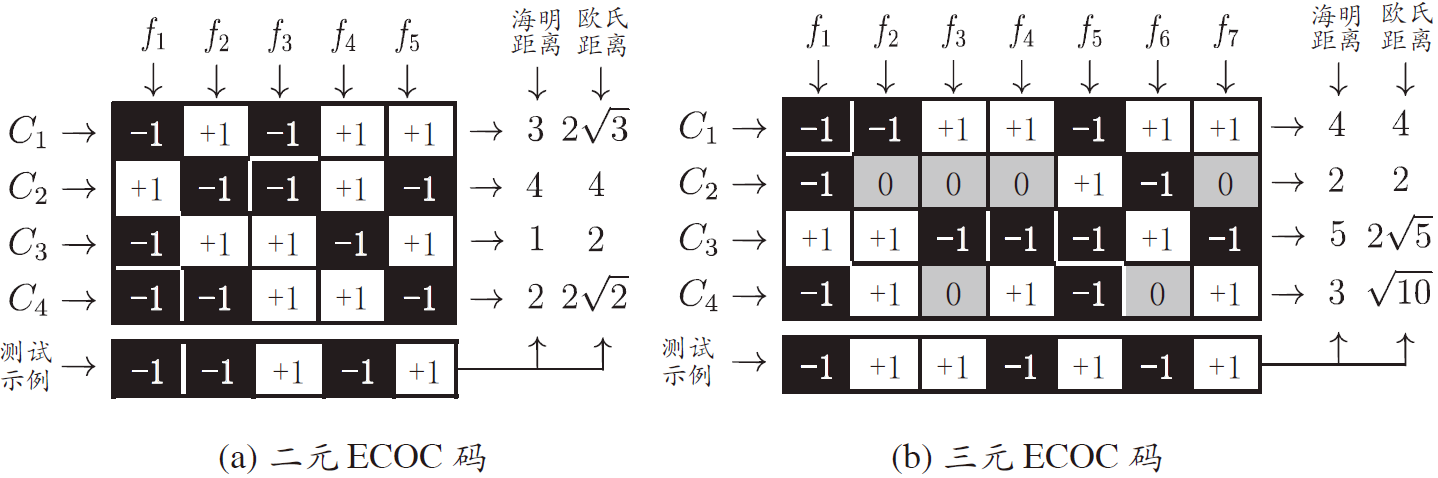 f₁ f₂ f₃ f₄ f₅ 海明距离 欧氏距离
C₁ → -1 +1 -1 +1 +1 → 3 2√3
C₂ → +1 -1 -1 +1 -1 → 4 4
C₃ → -1 +1 +1 -1 +1 → 1 2
C₄ → -1 -1 +1 +1 -1 → 2 2√2
测试示例 → -1 -1 +1 -1 +1
(a) 二元 ECOC 码
f₁ f₂ f₃ f₄ f₅ f₆ f₇ 海明距离 欧氏距离
C₁ → -1 -1 +1 +1 -1 +1 +1 → 4 4
C₂ → -1 0 0 0 +1 -1 0 → 2 2
C₃ → +1 +1 -1 -1 -1 +1 -1 → 5 2√5
C₄ → -1 +1 0 +1 -1 0 +1 → 3 √10
测试示例 → -1 +1 +1 -1 +1 -1 +1
(b) 三元 ECOC 码